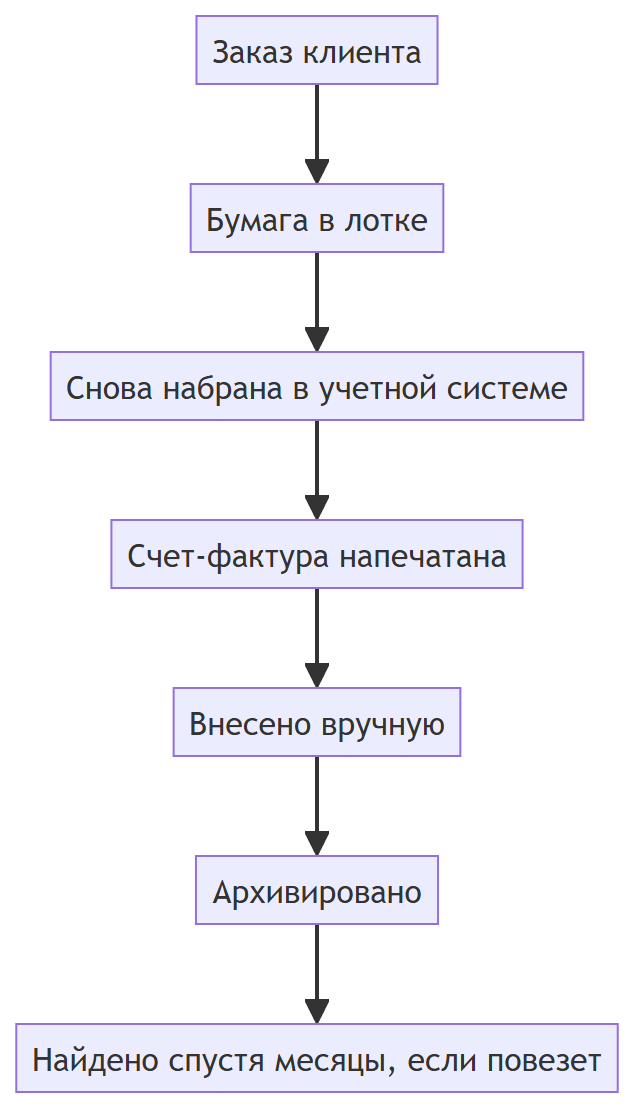 Заказ клиента
Бумага в лотке
Снова набрана в учетной системе
Счет-фактура напечатана
Внесено вручную
Архивировано
Найдено спустя месяцы, если повезет